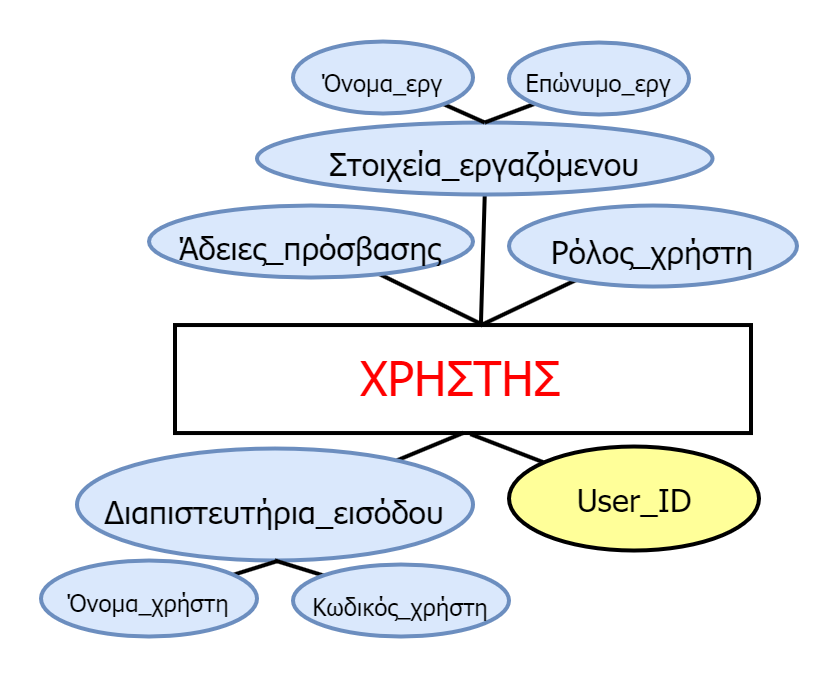 Όνομα_εργ
Επώνυμο_εργ
Στοιχεία_εργαζόμενου
Άδειες_πρόσβασης
Ρόλος_χρήστη
ΧΡΗΣΤΗΣ
Διαπιστευτήρια_εισόδου
User_ID
Όνομα_χρήστη
Κωδικός_χρήστη